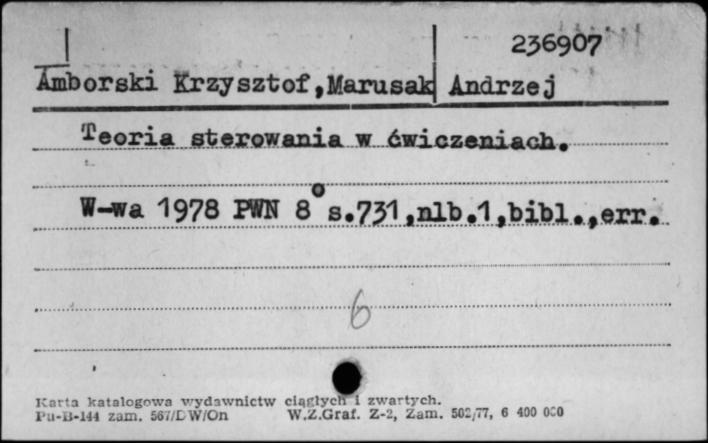 236907
Amborski Krzysztof,Marusak Andrzej
Teoria sterowania w ćwiczeniach.
W-wa 1978 PWN 8° s.731,nlb.1,bibl.,err.
6
Karta katalogowa wydawnictw ciągłych i zwartych.
Pu-B-144 zam. 567/DW/On W.Z.Graf. Z-2, Zam. 502/77, 6 400 000